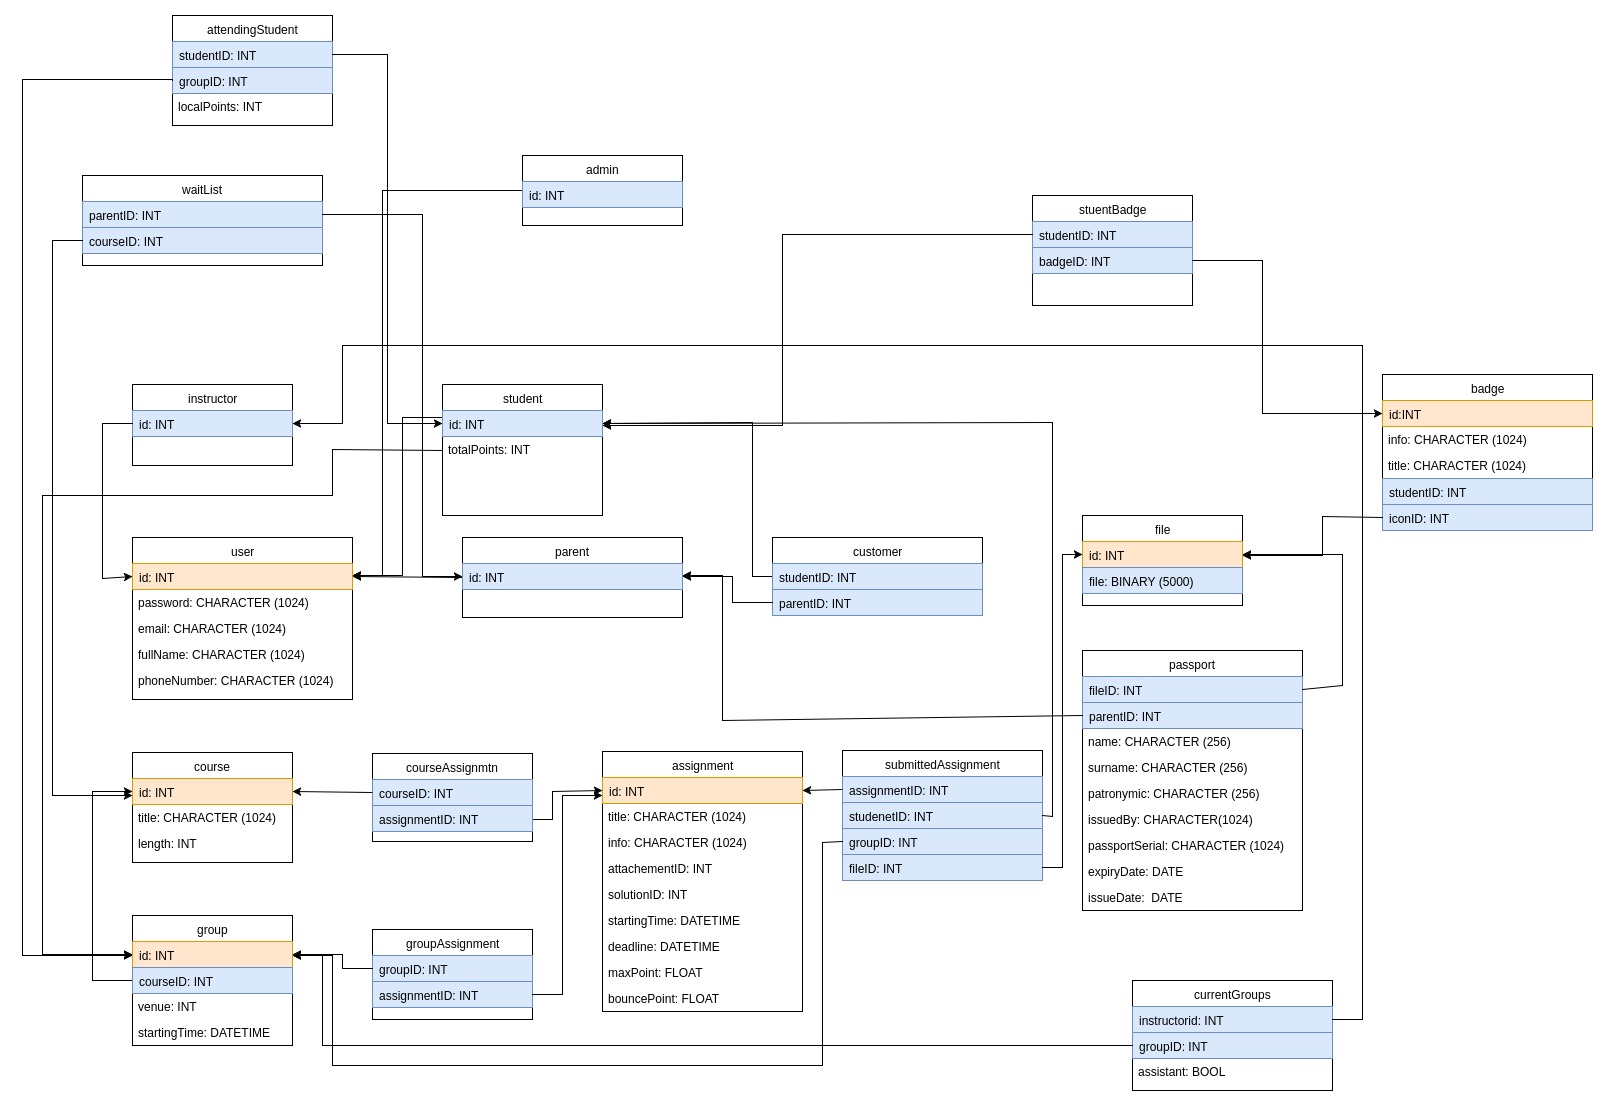 attendingStudent
studentID: INT
groupID: INT
localPoints: INT
admin
id: INT
waitList
parentID: INT
courseID: INT
stuentBadge
studentID: INT
badgeID: INT
instructor
id: INT
student
id: INT
totalPoints: INT
badge
id:INT
info: CHARACTER (1024)
title: CHARACTER (1024)
studentID: INT
iconID: INT
user
id: INT
password: CHARACTER (1024)
email: CHARACTER (1024)
fullName: CHARACTER (1024)
phoneNumber: CHARACTER (1024)
parent
id: INT
customer
studentID: INT
parentID: INT
file
id: INT
file: BINARY (5000)
passport
fileID: INT
parentID: INT
name: CHARACTER (256)
surname: CHARACTER (256)
patronymic: CHARACTER (256)
issuedBy: CHARACTER(1024)
passportSerial: CHARACTER (1024)
expiryDate: DATE
issueDate:  DATE
course
id: INT
title: CHARACTER (1024)
length: INT
courseAssignmtn
courseID: INT
assignmentID: INT
assignment
id: INT
title: CHARACTER (1024)
info: CHARACTER (1024)
attachementID: INT
solutionID: INT
startingTime: DATETIME
deadline: DATETIME
maxPoint: FLOAT
bouncePoint: FLOAT
submittedAssignment
assignmentID: INT
studenetID: INT
groupID: INT
fileID: INT
group
id: INT
courseID: INT
venue: INT
startingTime: DATETIME
groupAssignment
groupID: INT
assignmentID: INT
currentGroups
instructorid: INT
groupID: INT
assistant: BOOL